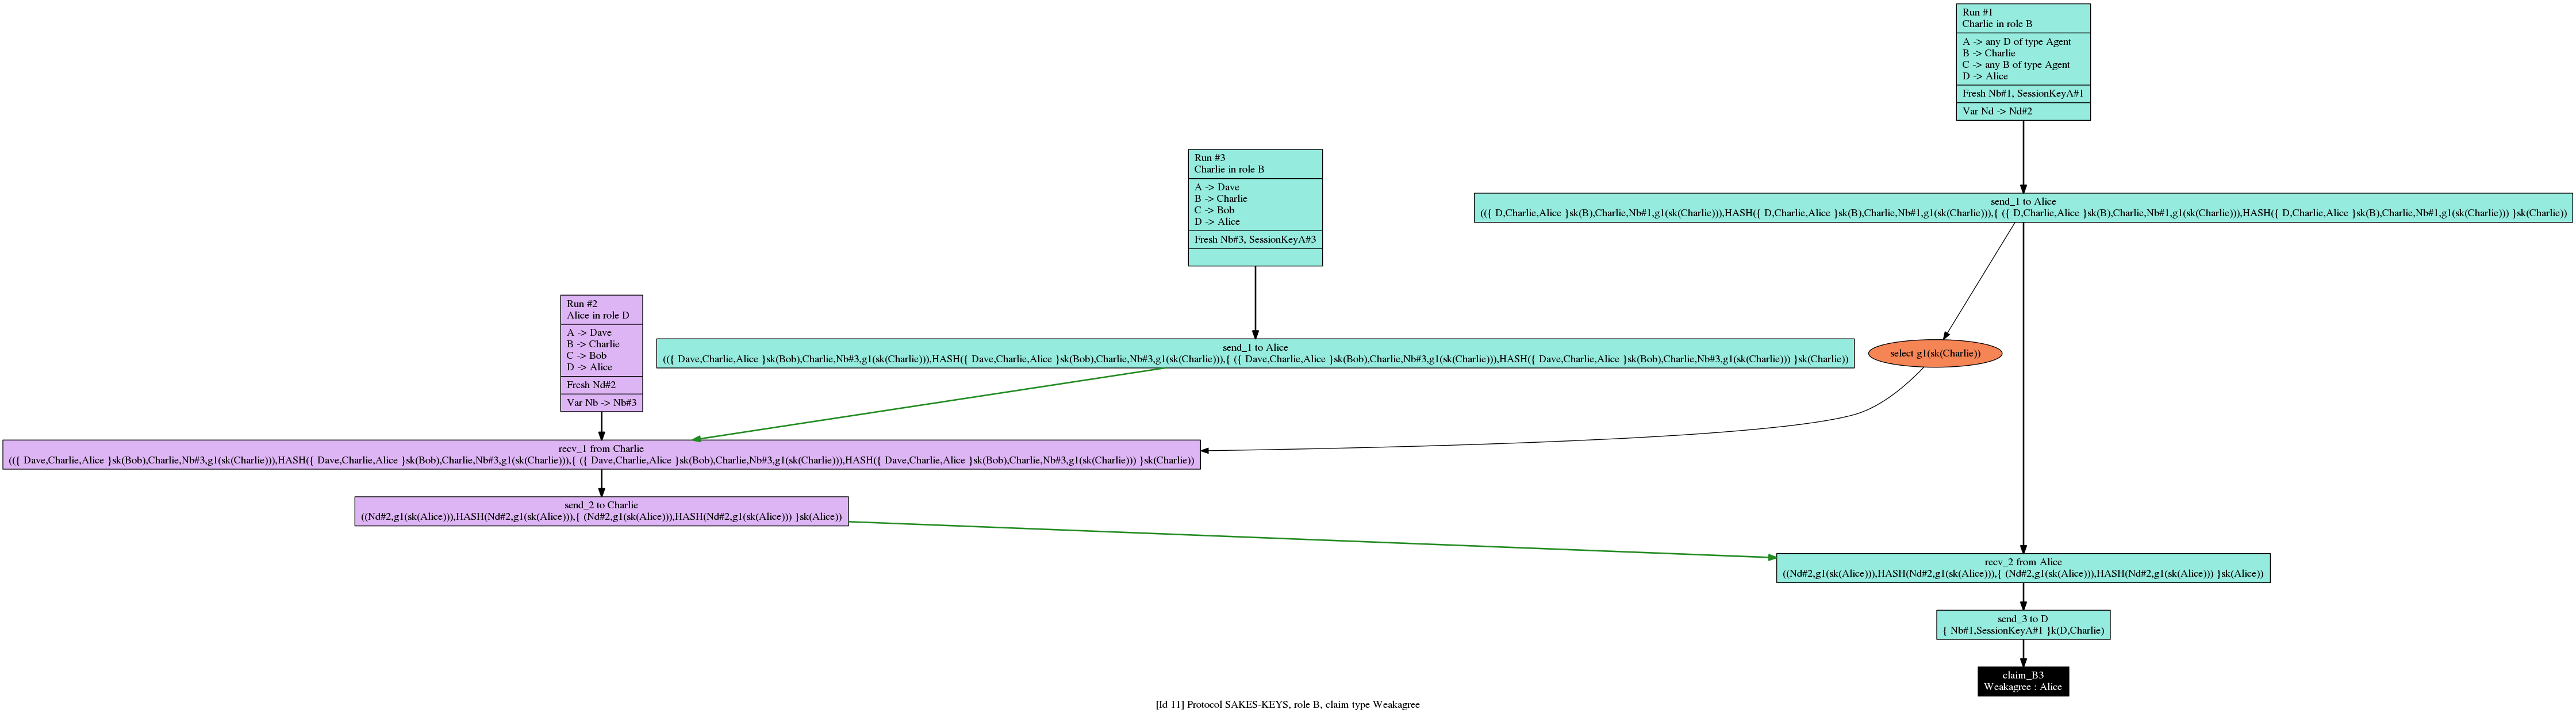 Run #1
Charlie in role B
A -> any D of type Agent
B -> Charlie
C -> any B of type Agent
D -> Alice
Fresh Nb#1, SessionKeyA#1
Var Nd -> Nd#2
Run #3
Charlie in role B
A -> Dave
B -> Charlie
C -> Bob
D -> Alice
Fresh Nb#3, SessionKeyA#3
send_1 to Alice
(({ D,Charlie,Alice }sk(B),Charlie,Nb#1,g1(sk(Charlie))),HASH({ D,Charlie,Alice }sk(B),Charlie,Nb#1,g1(sk(Charlie))),{ ({ D,Charlie,Alice }sk(B),Charlie,Nb#1,g1(sk(Charlie))),HASH({ D,Charlie,Alice }sk(B),Charlie,Nb#1,g1(sk(Charlie))) }sk(Charlie))
Run #2
Alice in role D
A -> Dave
B -> Charlie
C -> Bob
D -> Alice
Fresh Nd#2
Var Nb -> Nb#3
send_1 to Alice
(({ Dave,Charlie,Alice }sk(Bob),Charlie,Nb#3,g1(sk(Charlie))),HASH({ Dave,Charlie,Alice }sk(Bob),Charlie,Nb#3,g1(sk(Charlie))),{ ({ Dave,Charlie,Alice }sk(Bob),Charlie,Nb#3,g1(sk(Charlie))),HASH({ Dave,Charlie,Alice }sk(Bob),Charlie,Nb#3,g1(sk(Charlie))) }sk(Charlie))
select g1(sk(Charlie))
recv_1 from Charlie
(({ Dave,Charlie,Alice }sk(Bob),Charlie,Nb#3,g1(sk(Charlie))),HASH({ Dave,Charlie,Alice }sk(Bob),Charlie,Nb#3,g1(sk(Charlie))),{ ({ Dave,Charlie,Alice }sk(Bob),Charlie,Nb#3,g1(sk(Charlie))),HASH({ Dave,Charlie,Alice }sk(Bob),Charlie,Nb#3,g1(sk(Charlie))) }sk(Charlie))
send_2 to Charlie
((Nd#2,g1(sk(Alice))),HASH(Nd#2,g1(sk(Alice))),{ (Nd#2,g1(sk(Alice))),HASH(Nd#2,g1(sk(Alice))) }sk(Alice))
recv_2 from Alice
((Nd#2,g1(sk(Alice))),HASH(Nd#2,g1(sk(Alice))),{ (Nd#2,g1(sk(Alice))),HASH(Nd#2,g1(sk(Alice))) }sk(Alice))
send_3 to D
{ Nb#1,SessionKeyA#1 }k(D,Charlie)
claim_B3
Weakagree : Alice
[Id 11] Protocol SAKES-KEYS, role B, claim type Weakagree